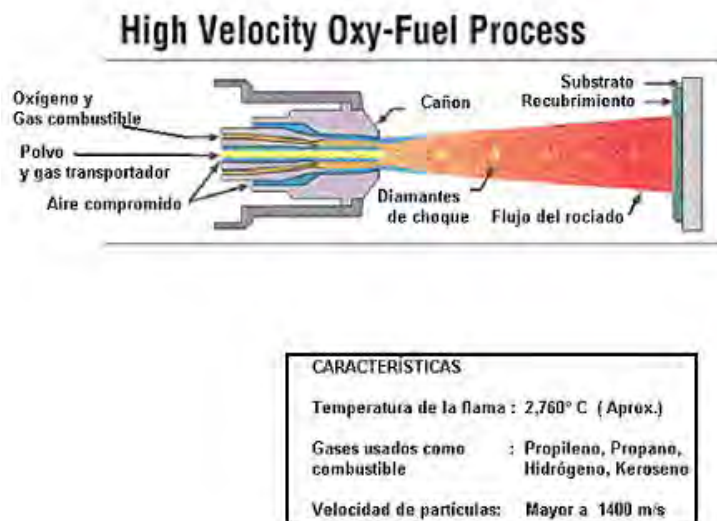 High Velocity Oxy-Fuel Process
Oxígeno y
Gas combustible
Polvo
y gas transportador
Aire compromido
Cañon
Substrato
Recubrimiento
Diamantes
de choque
Flujo del rociado
CARACTERÍSTICAS
Temperatura de la flama : 2,760° C ( Aprox.)
Gases usados como : Propileno, Propano,
combustible Hidrógeno, Keroseno
Velocidad de particulas: Mayor a 1400 m/s